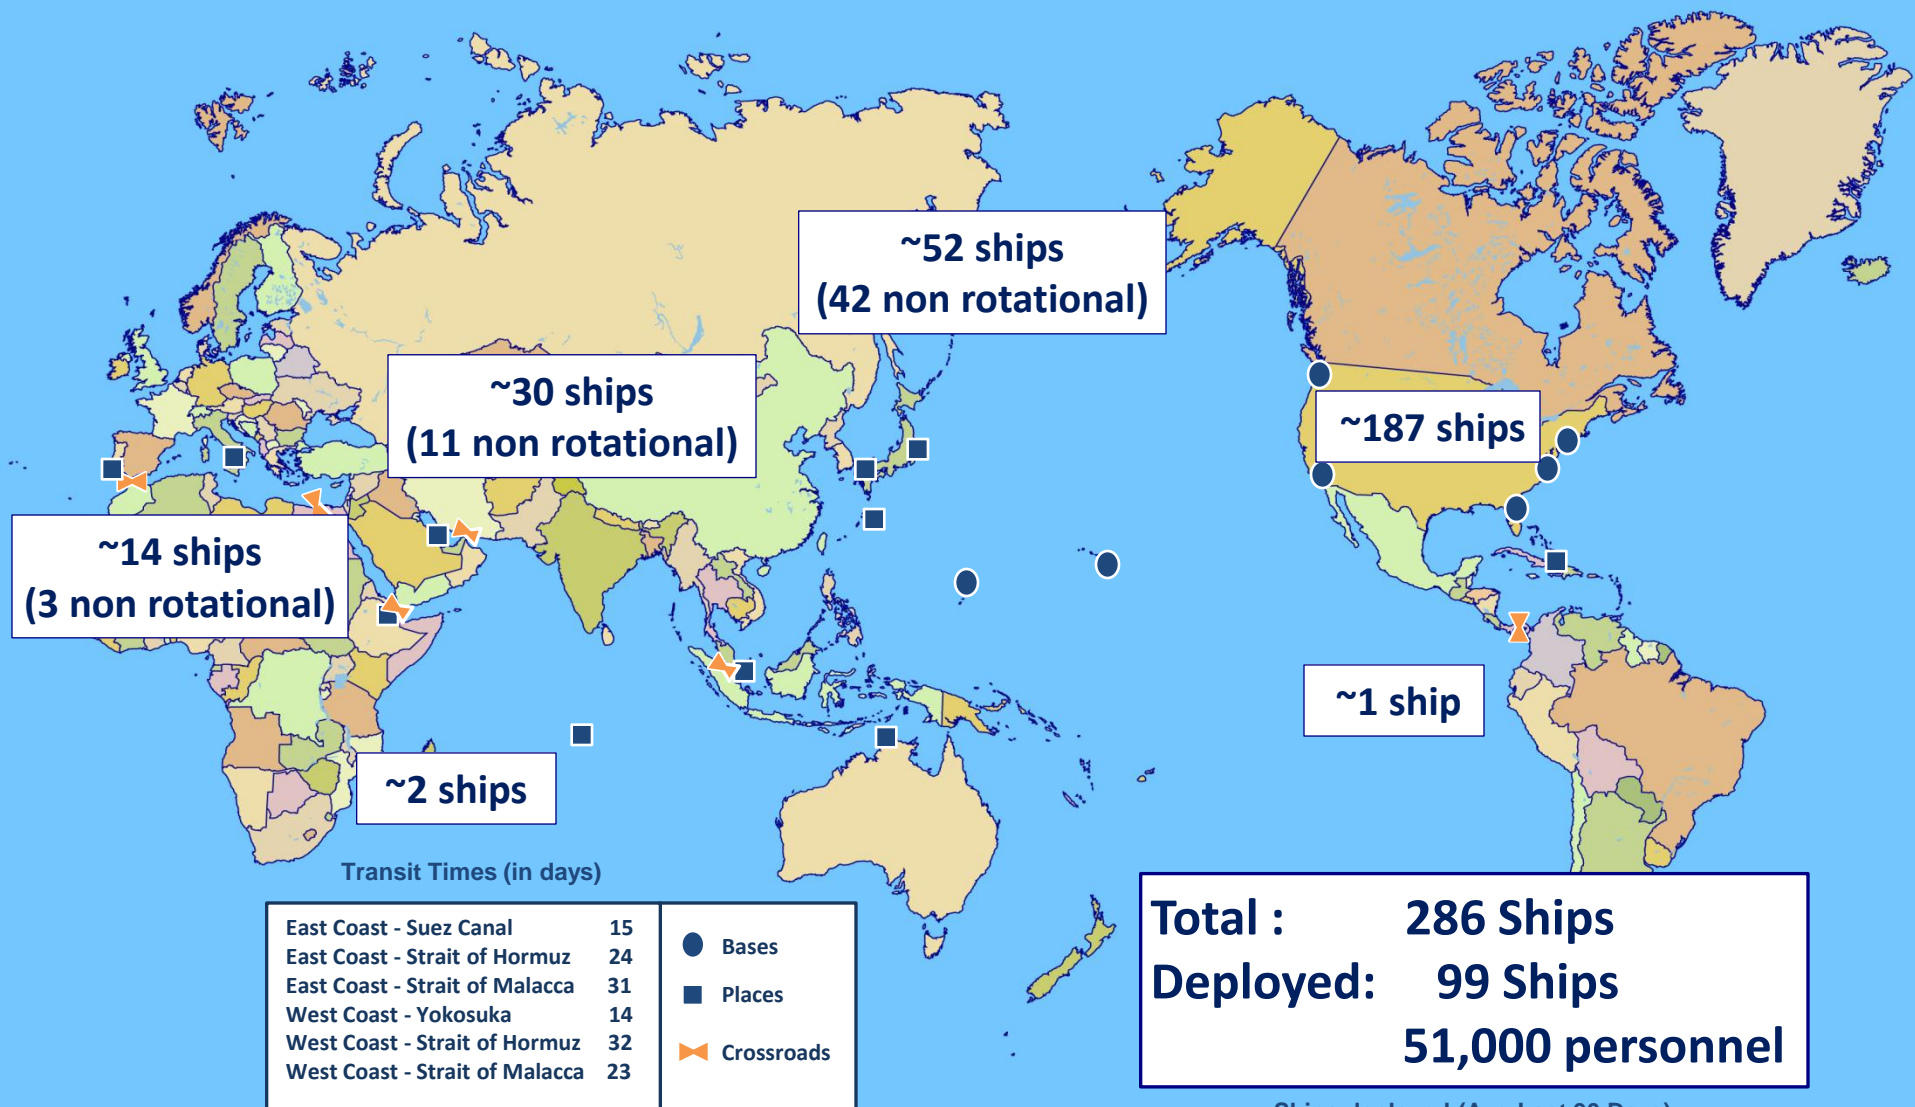 ~52 ships
(42 non rotational)
~30 ships
(11 non rotational)
~187 ships
~14 ships
(3 non rotational)
~1 ship
~2 ships
Transit Times (in days)
East Coast - Suez Canal 15
East Coast - Strait of Hormuz 24
East Coast - Strait of Malacca 31
West Coast - Yokosuka 14
West Coast - Strait of Hormuz 32
West Coast - Strait of Malacca 23
Bases
Places
Crossroads
Total : 286 Ships
Deployed: 99 Ships
51,000 personnel